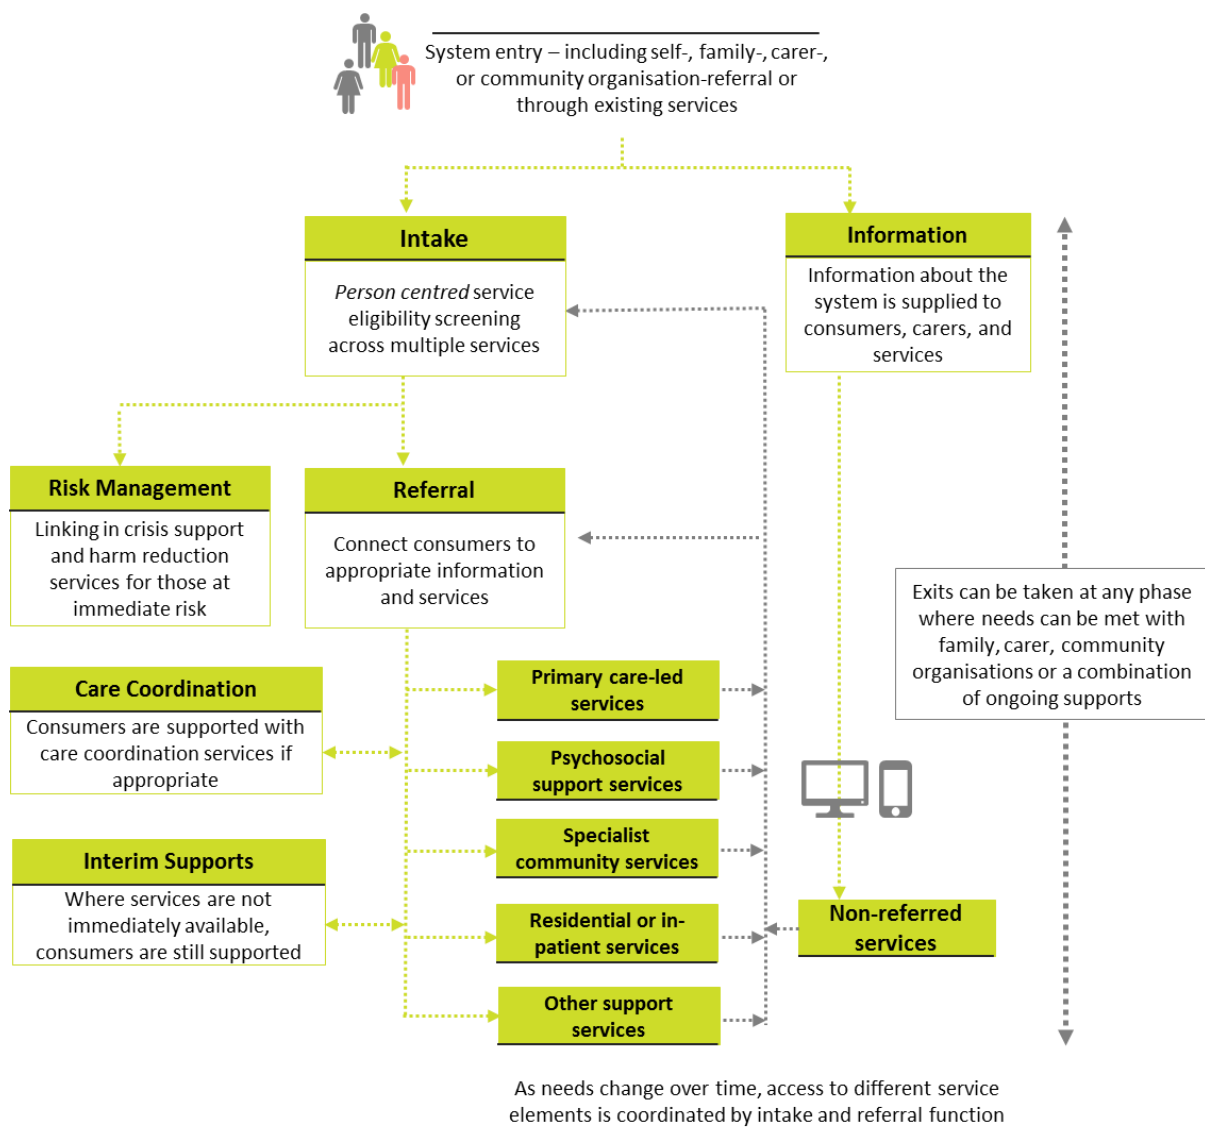 System entry – including self-, family-, carer-,
or community organisation-referral or
through existing services
Intake
Person centred service
eligibility screening
across multiple services
Information
Information about the
system is supplied to
consumers, carers, and
services
Risk Management
Linking in crisis support
and harm reduction
services for those at
immediate risk
Referral
Connect consumers to
appropriate information
and services
Exits can be taken at any phase
where needs can be met with
family, carer, community
organisations or a combination
of ongoing supports
Care Coordination
Consumers are supported with
care coordination services if
appropriate
Interim Supports
Where services are not
immediately available,
consumers are still supported
Primary care-led
services
Psychosocial
support services
Specialist
community services
Residential or in-
patient services
Other support
services
Non-referred
services
As needs change over time, access to different service
elements is coordinated by intake and referral function